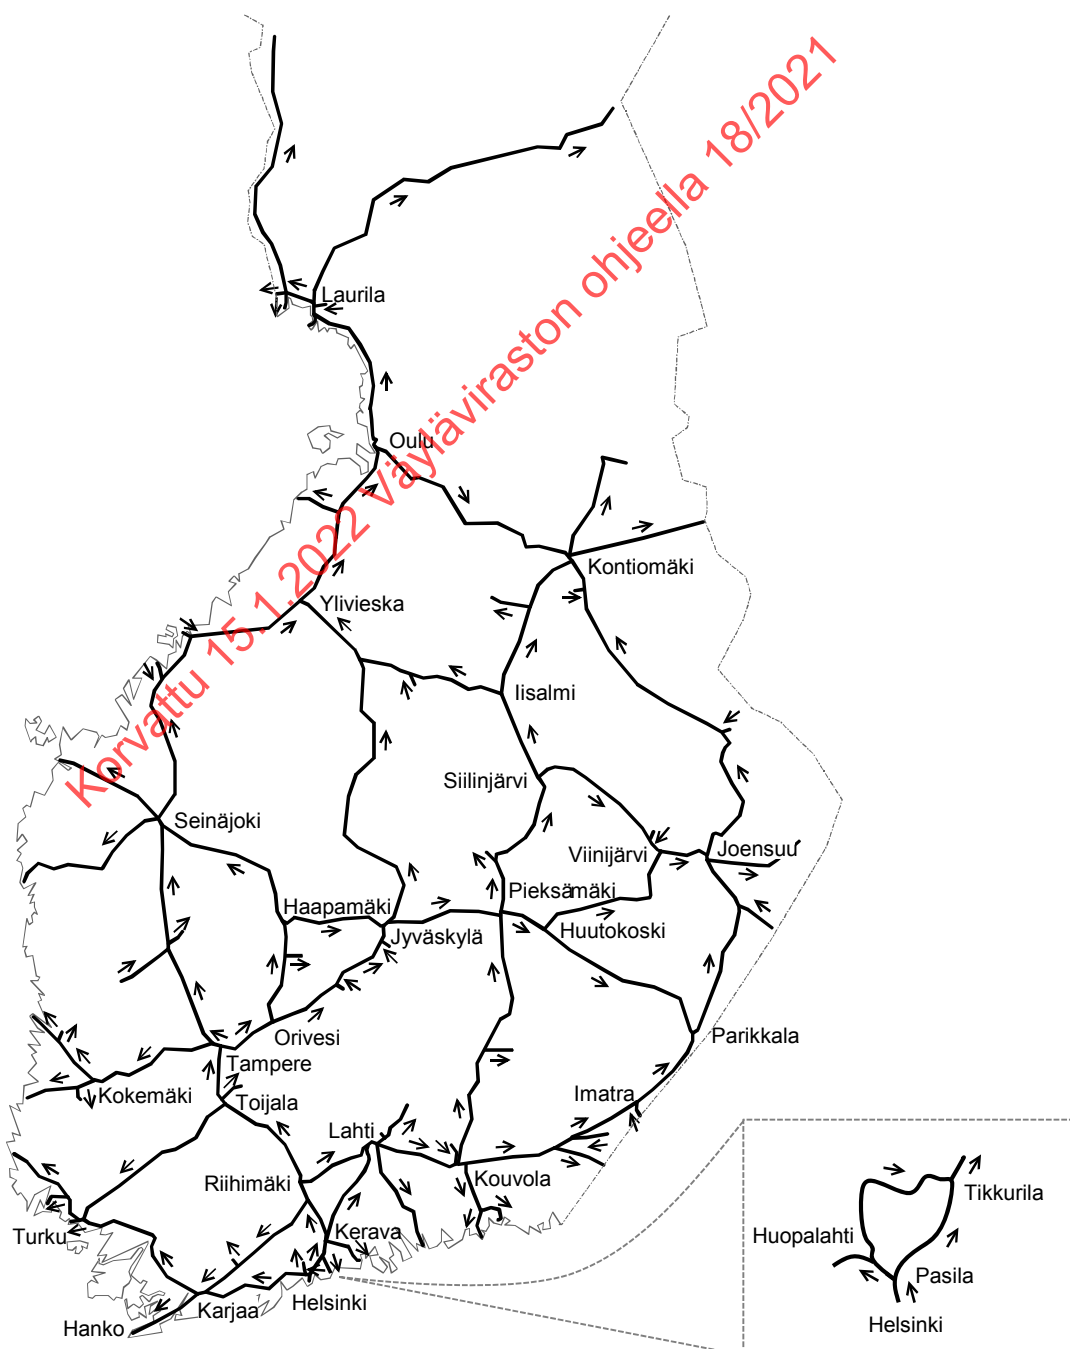 Korvattu 15.1.2022 Väyläviraston ohjeella 18/2021
Laurila
Oulu
Kontiomäki
Ylivieska
Iisalmi
Siilinjärvi
Seinäjoki
Viinijärvi
Joensuu
Pieksämäki
Haapamäki
Jyväskylä
Huutokoski
Orivesi
Parikkala
Tampere
Kokemäki
Imatra
Toijala
Lahti
Riihimäki
Kouvola
Turku
Kerava
Karjaa
Helsinki
Hanko
Tikkurila
Huopalahti
Pasila
Helsinki